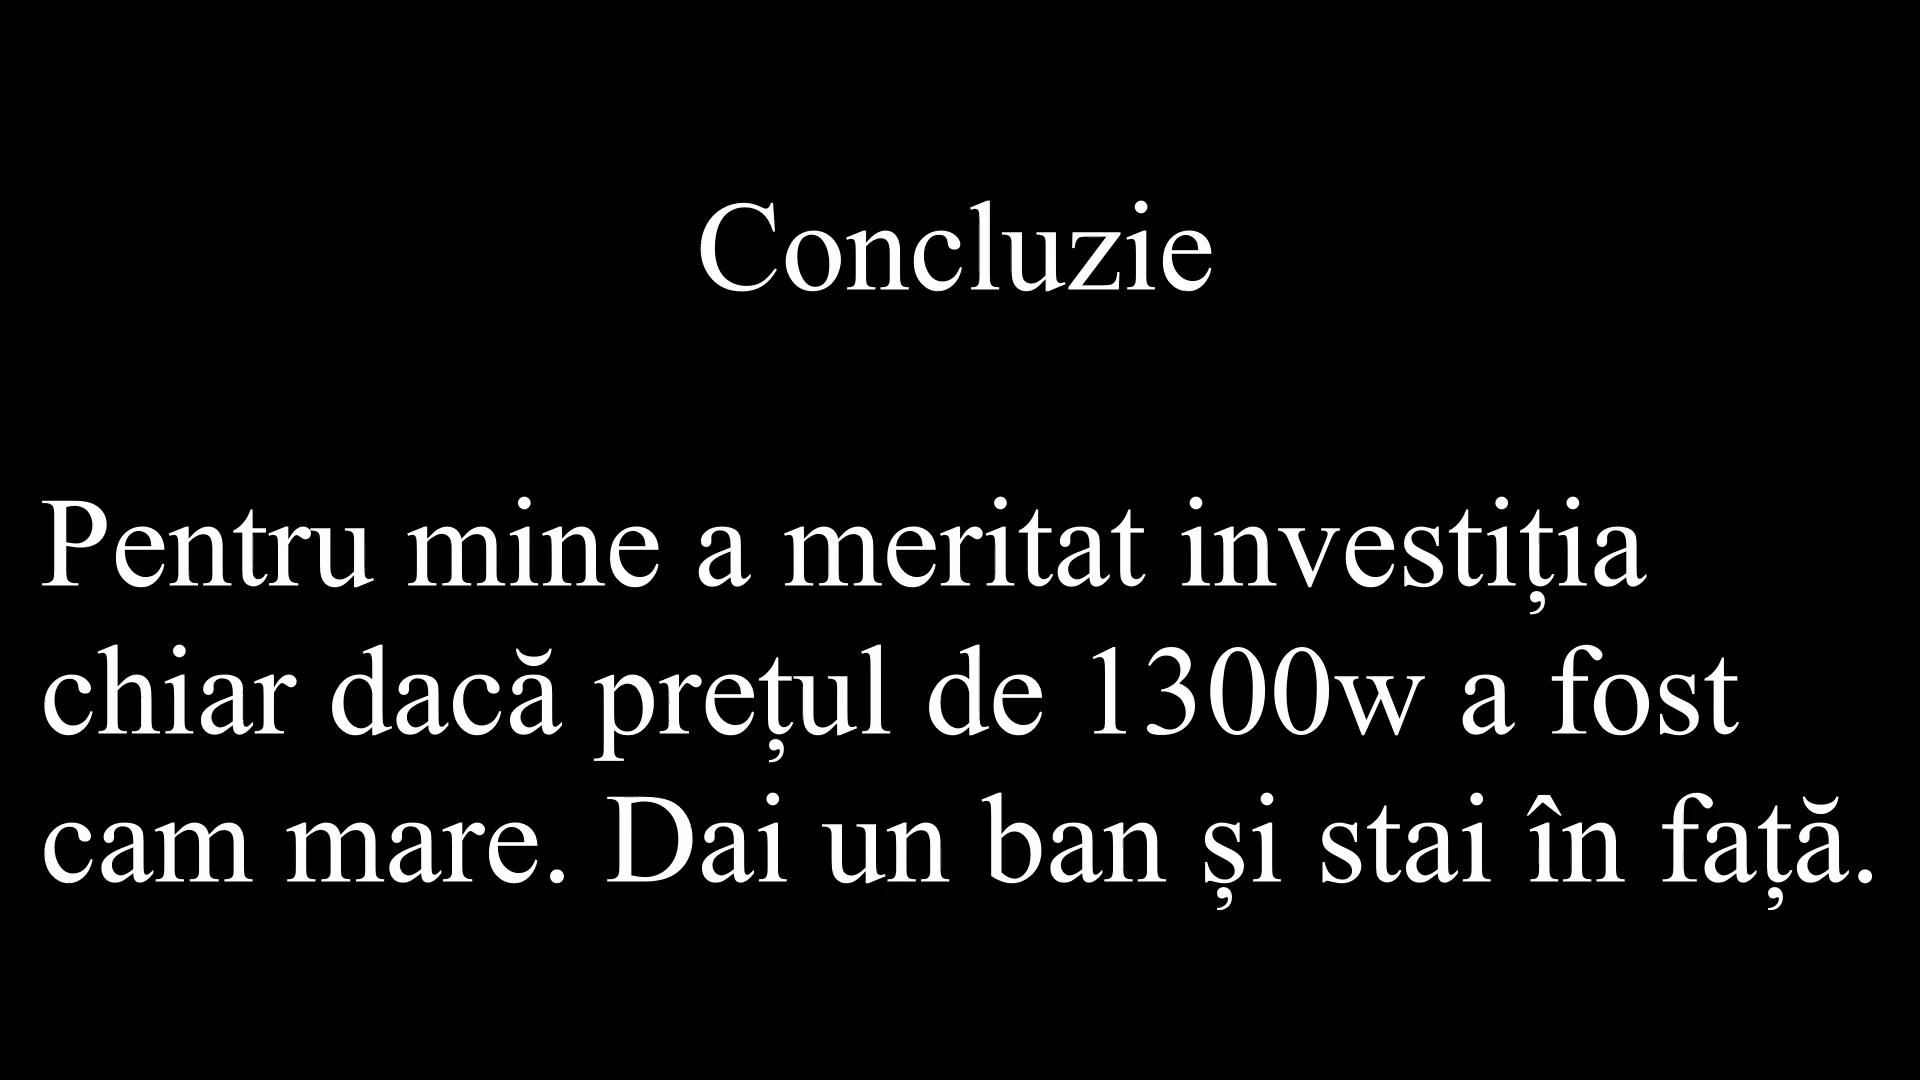 Concluzie
Pentru mine a meritat investiția
chiar dacă prețul de 1300w a fost
cam mare. Dai un ban și stai în față.